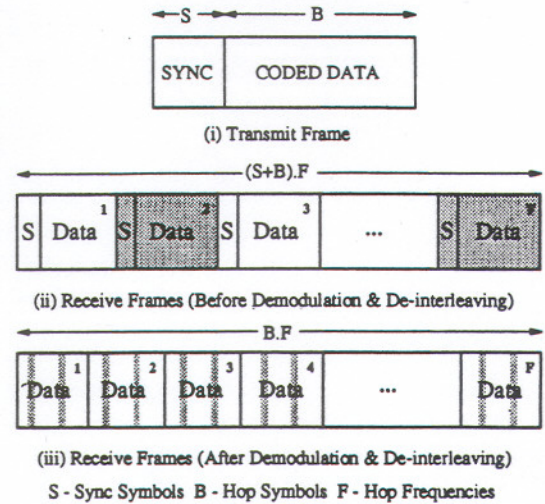 S B
SYNC CODED DATA
(i) Transmit Frame
(S+B).F
S Data 1 S Data 2 S Data 3 ... S Data F
(ii) Receive Frames (Before Demodulation & De-interleaving)
B.F
Data 1 Data 2 Data 3 Data 4 ... Data F
(iii) Receive Frames (After Demodulation & De-interleaving)
S - Sync Symbols B - Hop Symbols F - Hop Frequencies